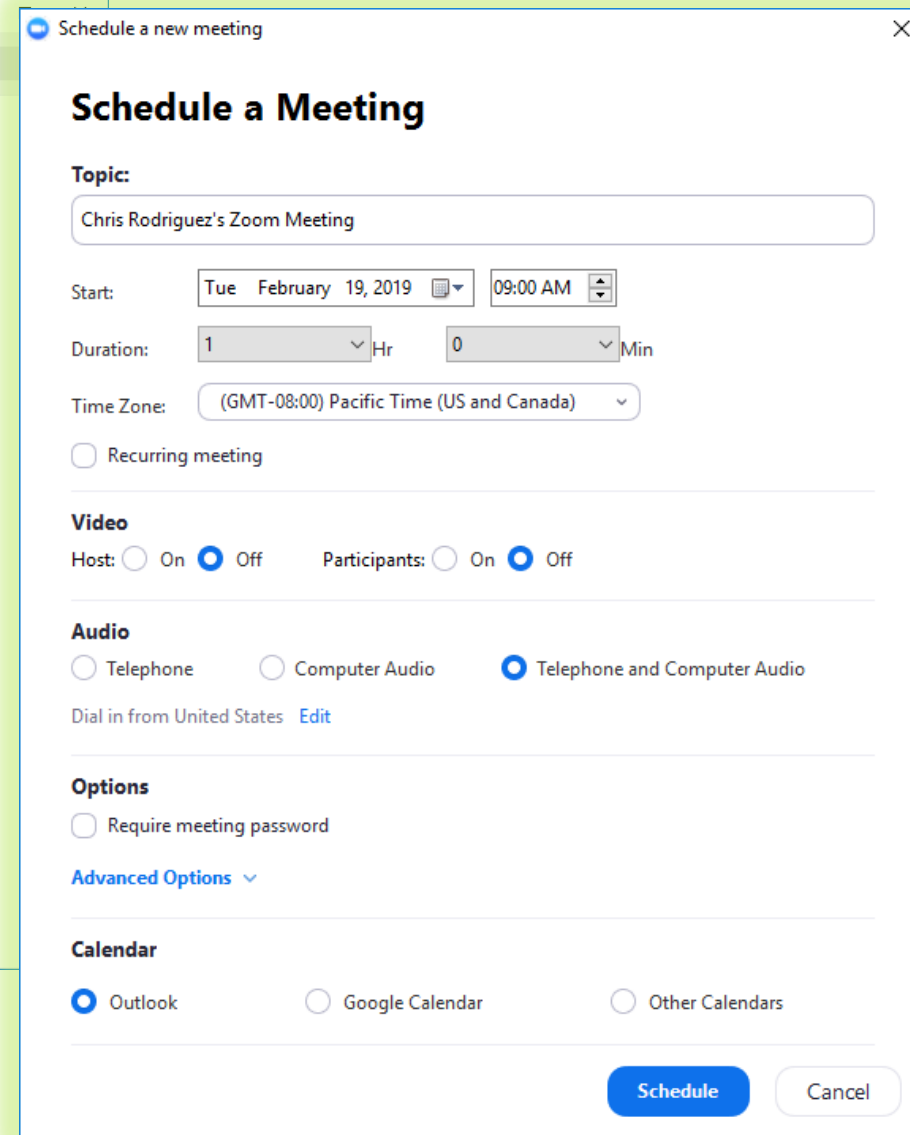 Schedule a new meeting
Schedule a Meeting
Topic:
Chris Rodriguez's Zoom Meeting
Start: Tue February 19, 2019 09:00 AM
Duration: 1 Hr 0 Min
Time Zone: (GMT-08:00) Pacific Time (US and Canada)
Recurring meeting
Video
Host: On Off Participants: On Off
Audio
Telephone Computer Audio Telephone and Computer Audio
Dial in from United States Edit
Options
Require meeting password
Advanced Options
Calendar
Outlook Google Calendar Other Calendars
Schedule Cancel